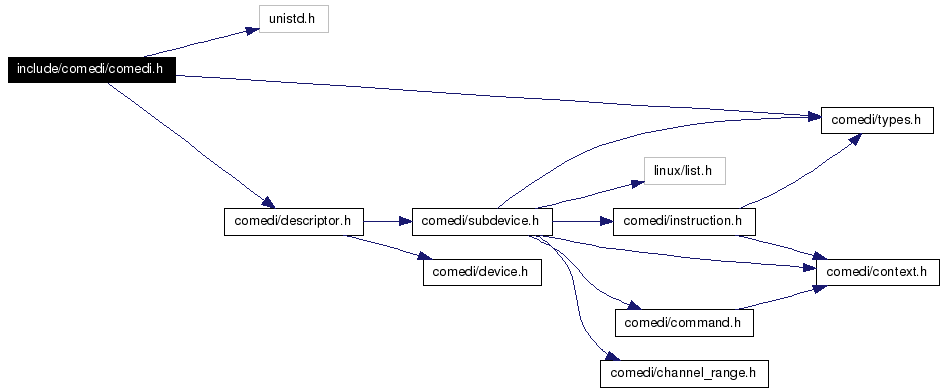 unistd.h
include/comedi/comedi.h
comedi/types.h
linux/list.h
comedi/descriptor.h
comedi/subdevice.h
comedi/instruction.h
comedi/device.h
comedi/context.h
comedi/command.h
comedi/channel_range.h